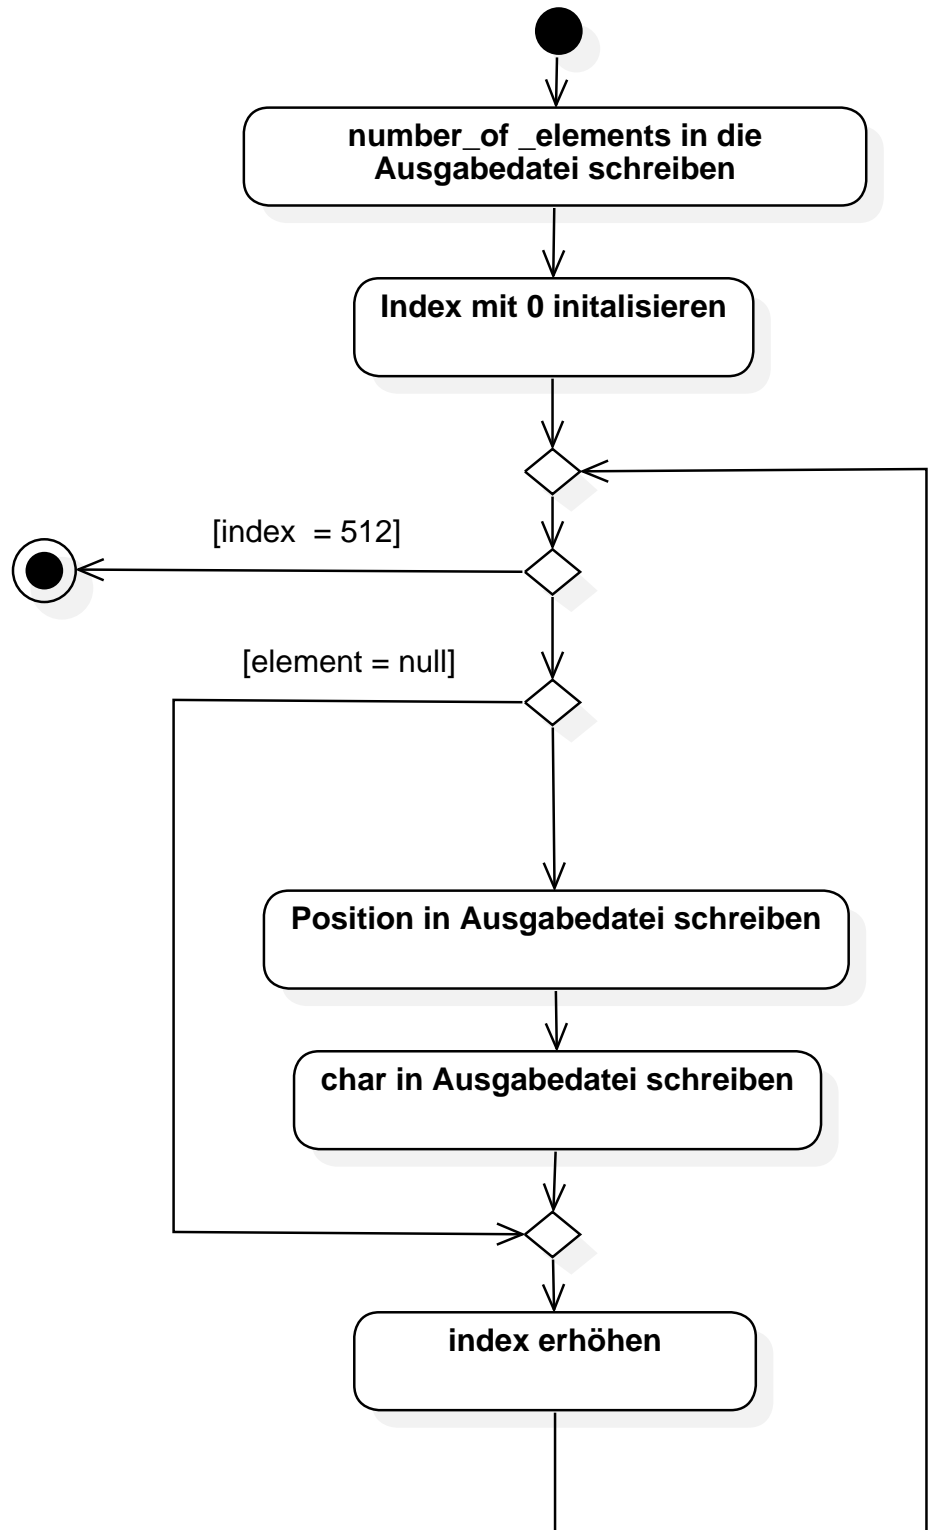 number_of _elements in die
Ausgabedatei schreiben
Index mit 0 initalisieren
[index  = 512]
[element = null]
Position in Ausgabedatei schreiben
char in Ausgabedatei schreiben
index erhöhen